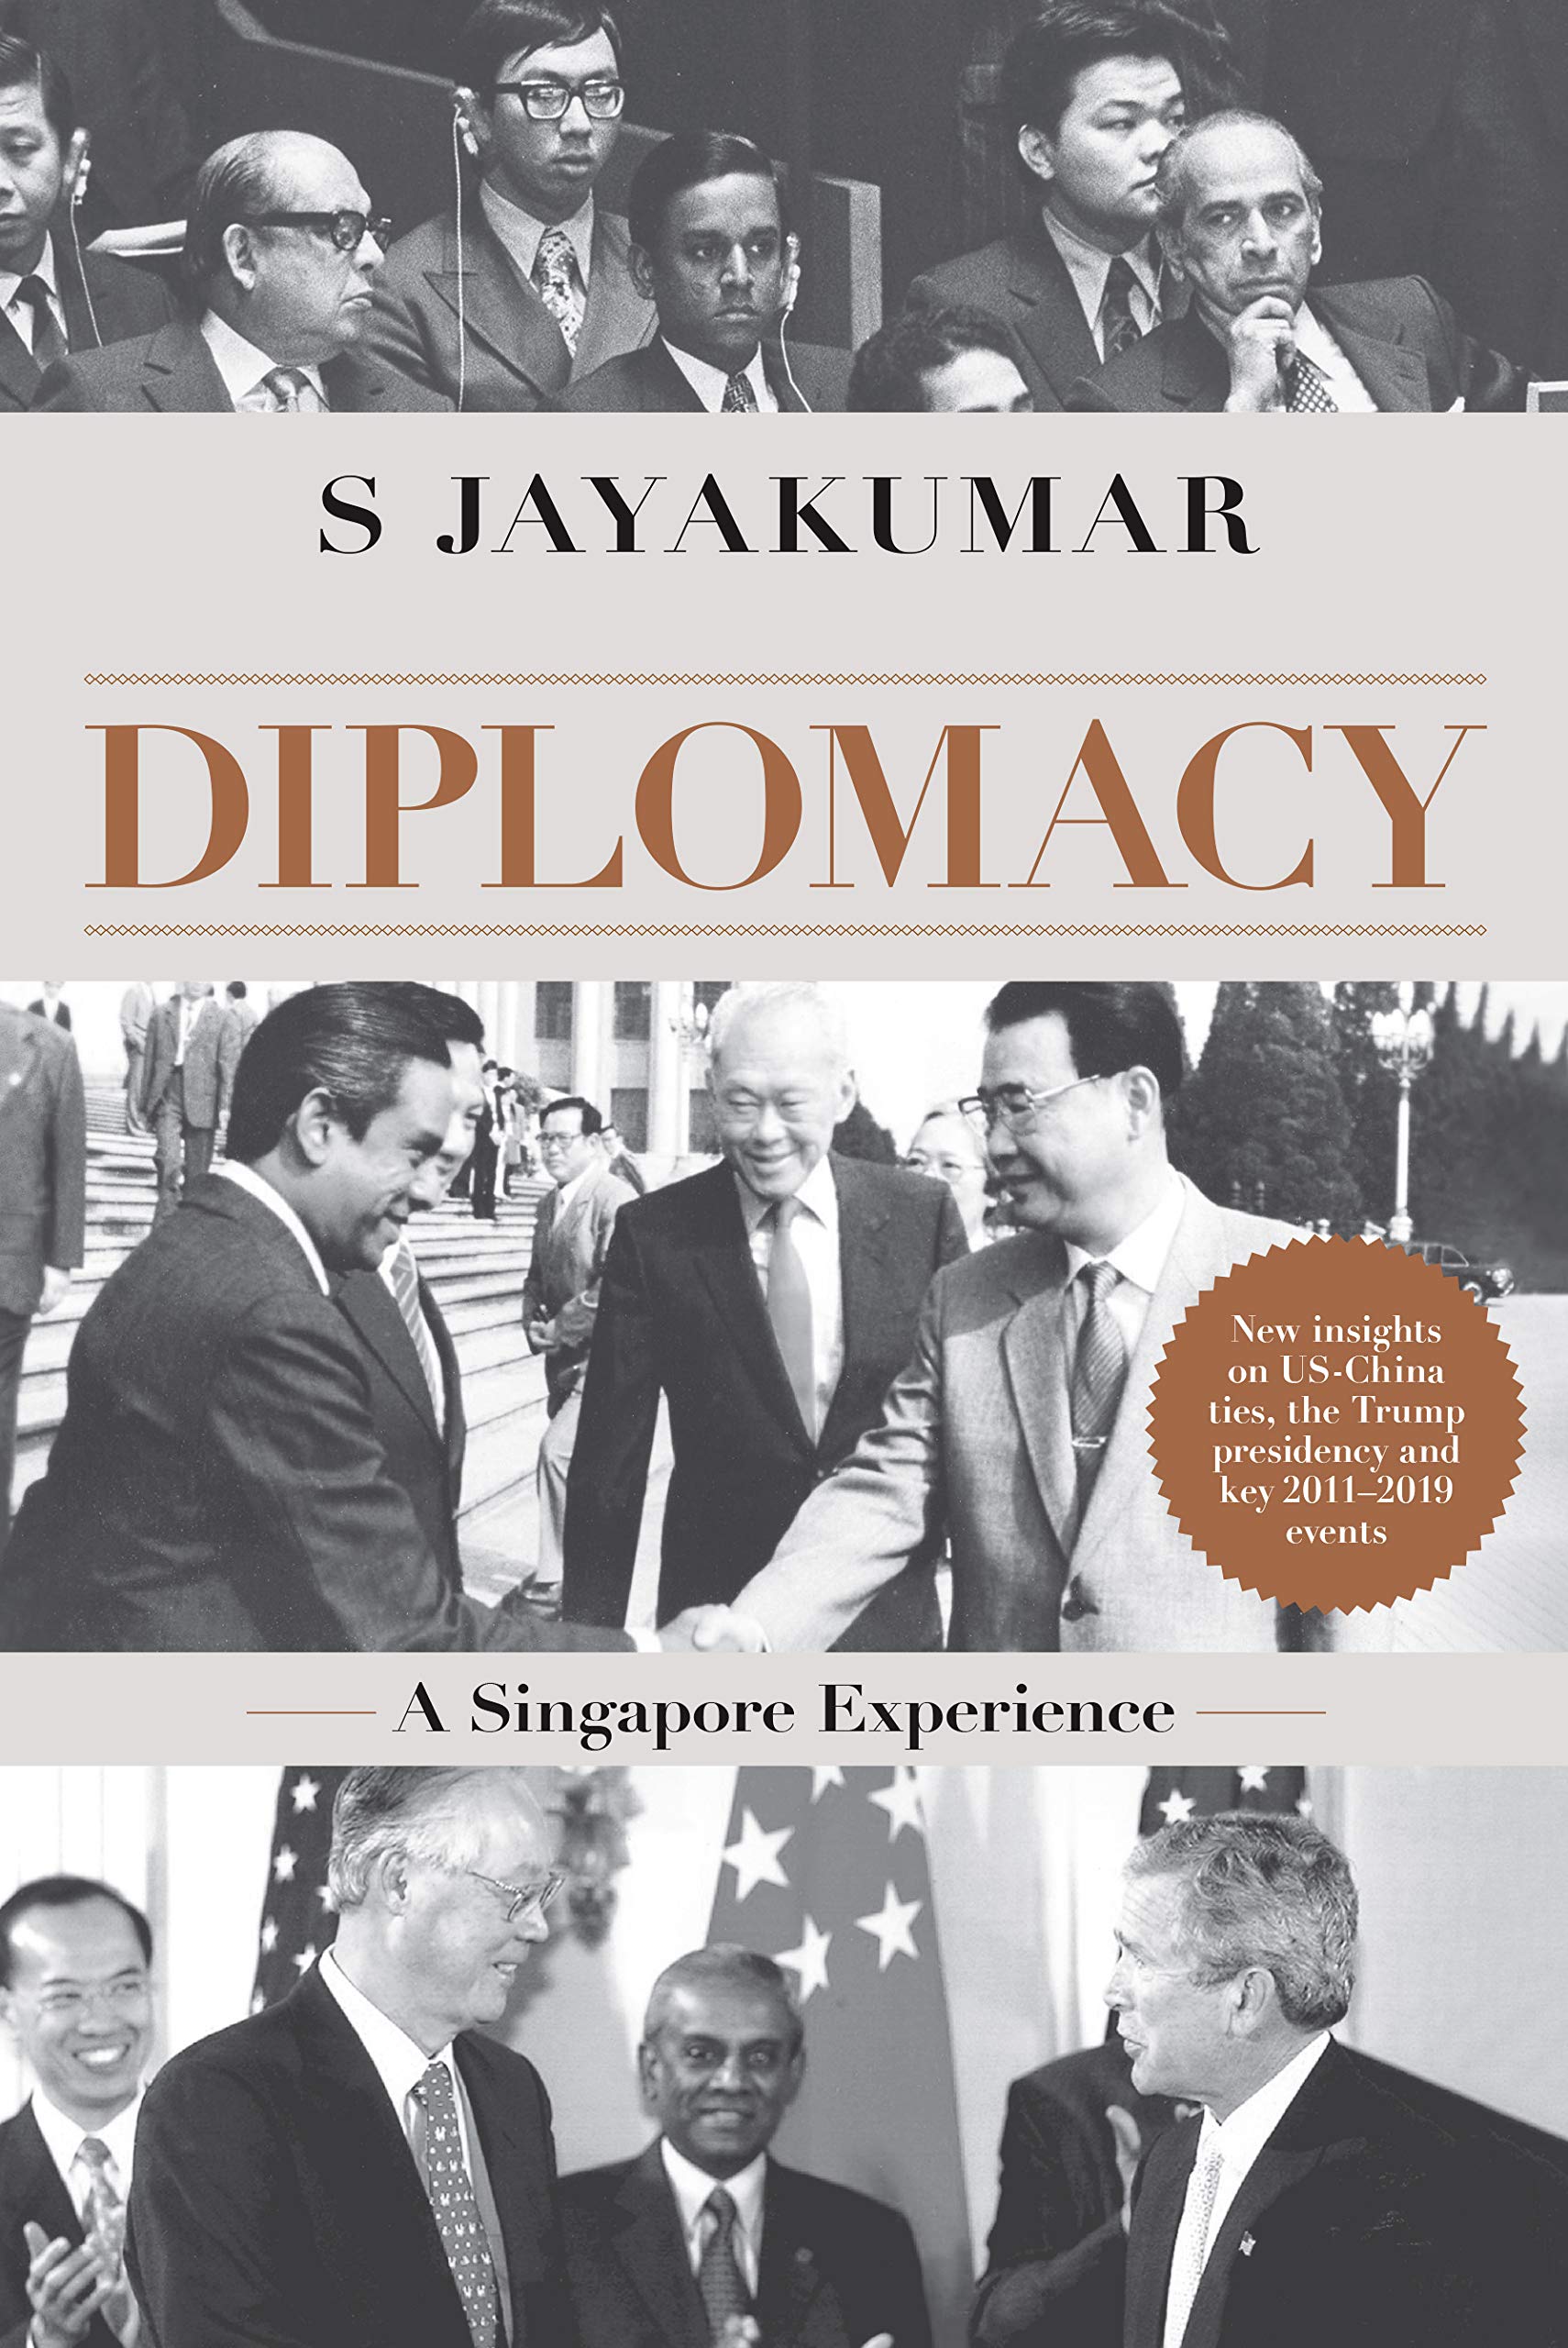 S JAYAKUMAR
DIPLOMACY
New insights
on US-China
ties, the Trump
presidency and
key 2011–2019
events
A Singapore Experience